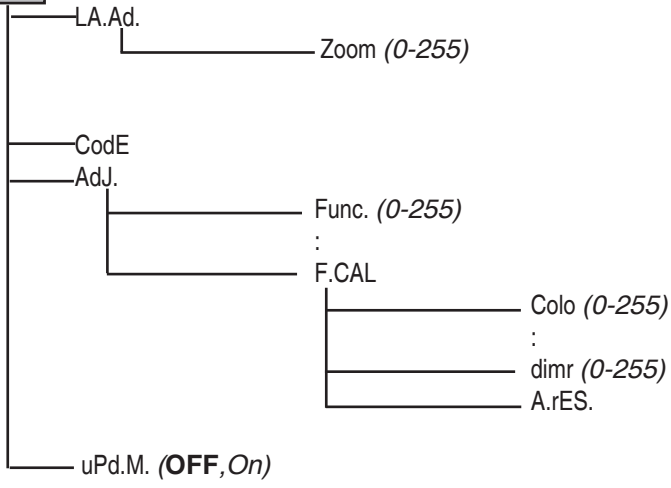 LA.Ad.
Zoom (0-255)
CodE
AdJ.
Func. (0-255)
:
F.CAL
Colo (0-255)
:
dimr (0-255)
A.rES.
uPd.M. (OFF,On)